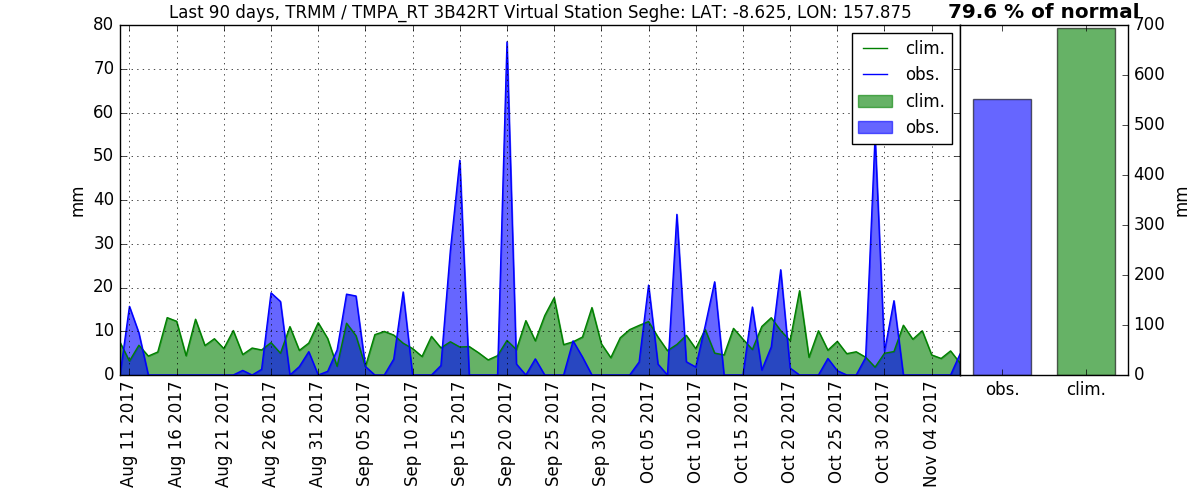 Last 90 days, TRMM / TMPA_RT 3B42RT Virtual Station Seghe: LAT: -8.625, LON: 157.875
79.6 % of normal
80
70
60
50
40
30
20
10
0
mm
clim.
obs.
clim.
obs.
Aug 11 2017
Aug 16 2017
Aug 21 2017
Aug 26 2017
Aug 31 2017
Sep 05 2017
Sep 10 2017
Sep 15 2017
Sep 20 2017
Sep 25 2017
Sep 30 2017
Oct 05 2017
Oct 10 2017
Oct 15 2017
Oct 20 2017
Oct 25 2017
Oct 30 2017
Nov 04 2017
700
600
500
400
300
200
100
0
mm
obs.
clim.